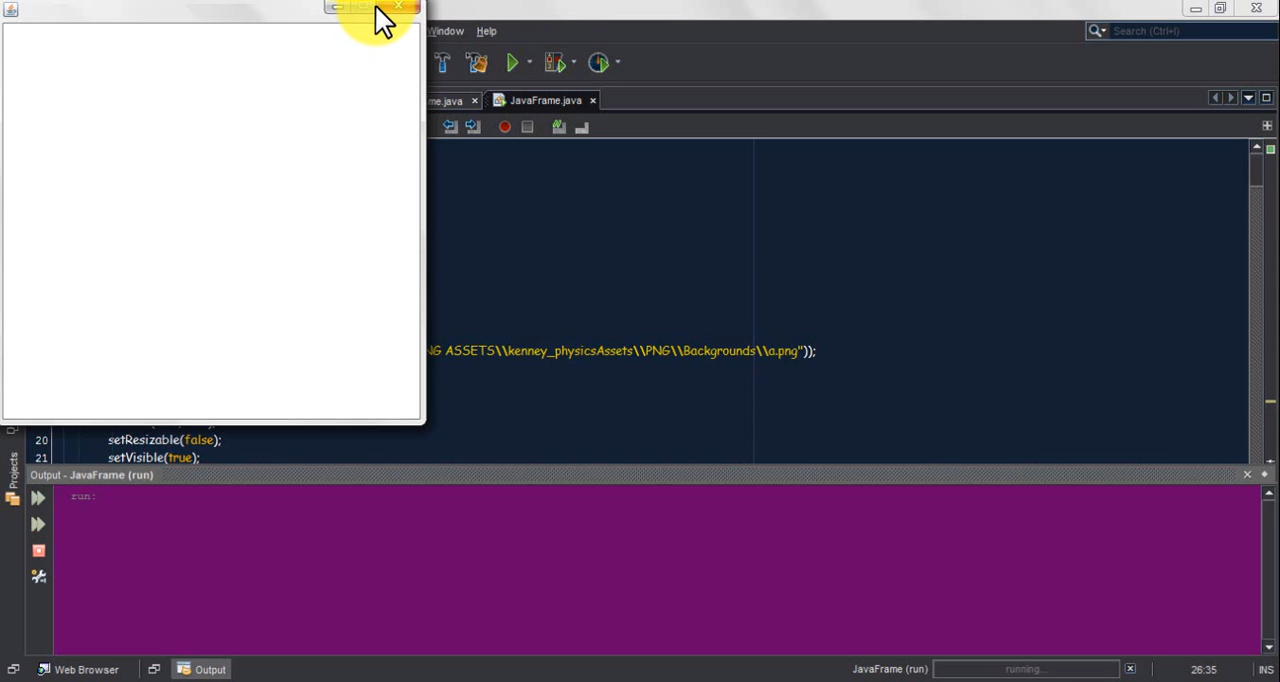 Window Help
Search (Ctrl+I)
me.java
JavaFrame.java
NG ASSETS\\kenney_physicsAssets\\PNG\\Backgrounds\\a.png"));
20 setResizable(false);
21 setVisible(true);
Projects
Output - JavaFrame (run)
run:
Web Browser
Output
JavaFrame (run)
running...
26:35
INS